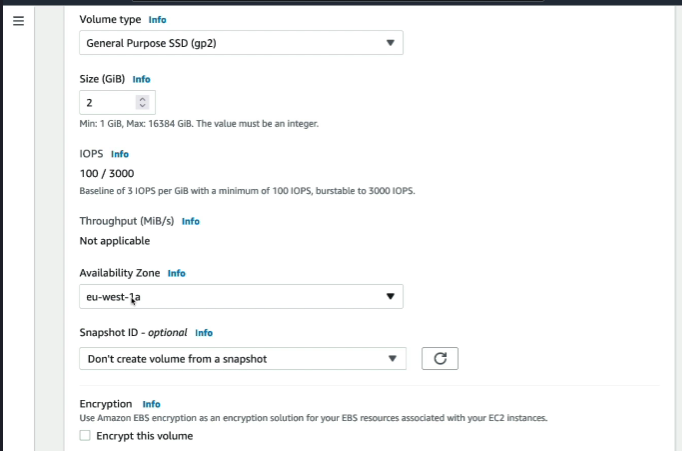 Volume type Info
General Purpose SSD (gp2)
Size (GiB) Info
2
Min: 1 GiB, Max: 16384 GiB. The value must be an integer.
IOPS Info
100 / 3000
Baseline of 3 IOPS per GiB with a minimum of 100 IOPS, burstable to 3000 IOPS.
Throughput (MiB/s) Info
Not applicable
Availability Zone Info
eu-west-1a
Snapshot ID - optional Info
Don't create volume from a snapshot
Encryption Info
Use Amazon EBS encryption as an encryption solution for your EBS resources associated with your EC2 instances.
Encrypt this volume